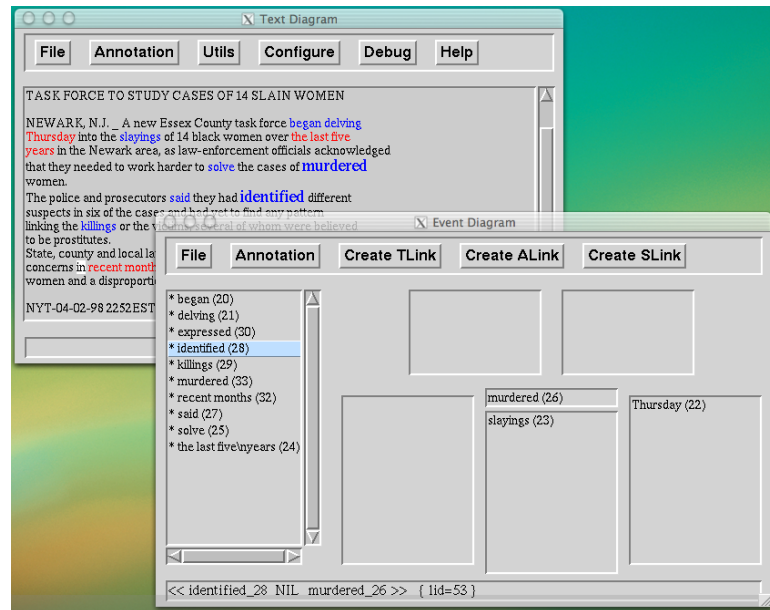 Text Diagram
File Annotation Utils Configure Debug Help
TASK FORCE TO STUDY CASES OF 14 SLAIN WOMEN
NEWARK, N.J. _ A new Essex County task force began delving
Thursday into the slayings of 14 black women over the last five
years in the Newark area, as law-enforcement officials acknowledged
that they needed to work harder to solve the cases of murdered
women.
The police and prosecutors said they had identified different
suspects in six of the cases and had yet to find any pattern
linking the killings or the victims, several of whom were believed
to be prostitutes.
State, county and local la
concerns in recent month
women and a disproporti
NYT-04-02-98 2252EST
Event Diagram
File Annotation Create TLink Create ALink Create SLink
* began (20)
* delving (21)
* expressed (30)
* identified (28)
* killings (29)
* murdered (33)
* recent months (32)
* said (27)
* solve (25)
* the last five\nyears (24)
murdered (26)
slayings (23)
Thursday (22)
<< identified_28 NIL murdered_26 >> { lid=53 }